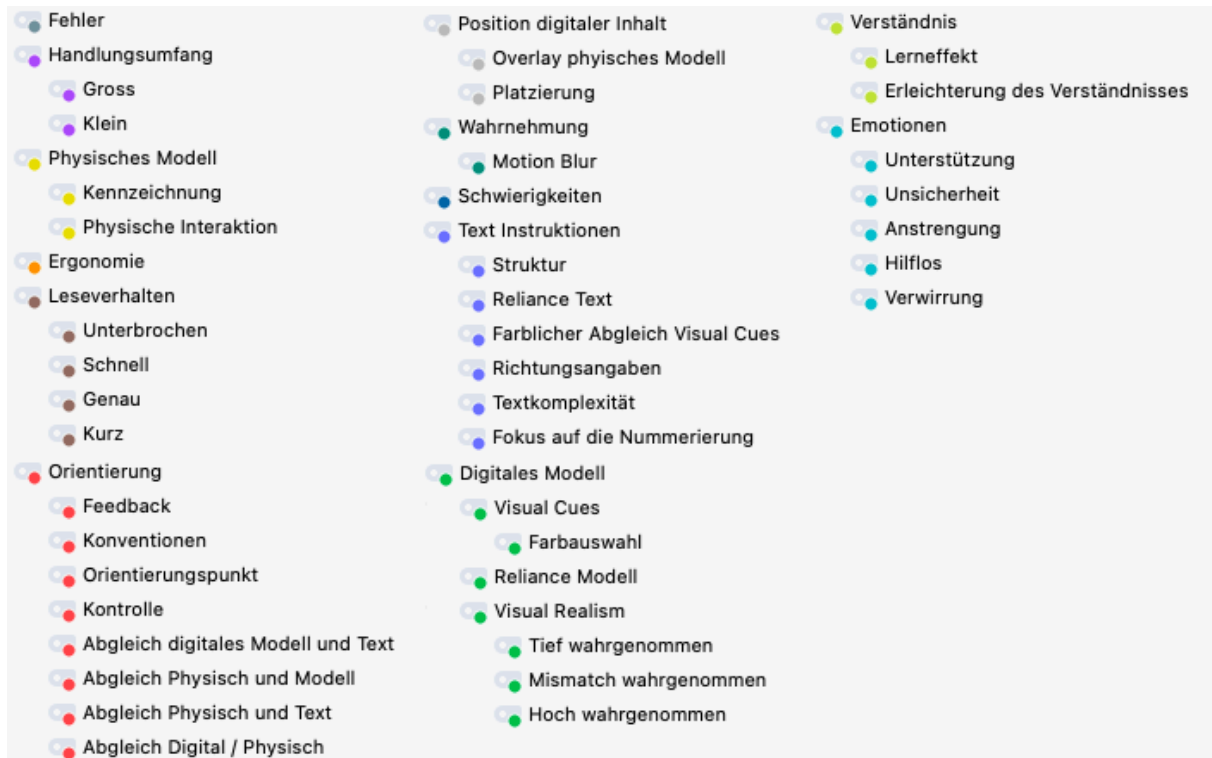 Fehler
Handlungsumfang
Gross
Klein
Physisches Modell
Kennzeichnung
Physische Interaktion
Ergonomie
Leseverhalten
Unterbrochen
Schnell
Genau
Kurz
Orientierung
Feedback
Konventionen
Orientierungspunkt
Kontrolle
Abgleich digitales Modell und Text
Abgleich Physisch und Modell
Abgleich Physisch und Text
Abgleich Digital / Physisch
Position digitaler Inhalt
Overlay phyisches Modell
Platzierung
Wahrnehmung
Motion Blur
Schwierigkeiten
Text Instruktionen
Struktur
Reliance Text
Farblicher Abgleich Visual Cues
Richtungsangaben
Textkomplexität
Fokus auf die Nummerierung
Digitales Modell
Visual Cues
Farbauswahl
Reliance Modell
Visual Realism
Tief wahrgenommen
Mismatch wahrgenommen
Hoch wahrgenommen
Verständnis
Lerneffekt
Erleichterung des Verständnisses
Emotionen
Unterstützung
Unsicherheit
Anstrengung
Hilflos
Verwirrung